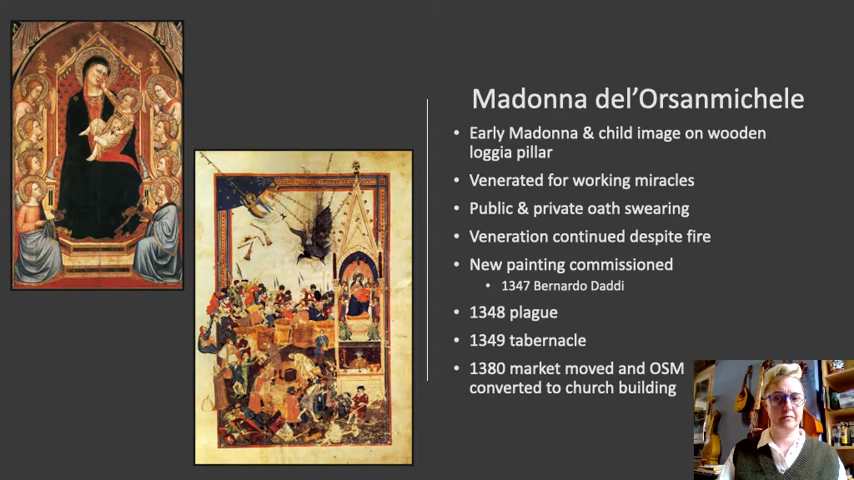 Madonna del'Orsanmichele
• Early Madonna & child image on wooden
loggia pillar
• Venerated for working miracles
• Public & private oath swearing
• Veneration continued despite fire
• New painting commissioned
• 1347 Bernardo Daddi
• 1348 plague
• 1349 tabernacle
• 1380 market moved and OSM
converted to church building